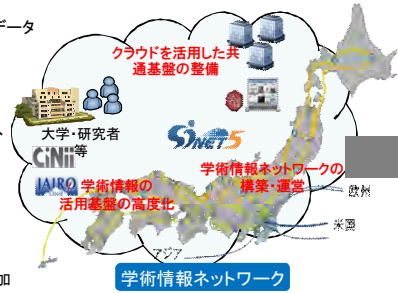 データ
クラウドを活用した共
通基盤の整備
大学・研究者
等
CiNii
SINET5
JAIRO
Cloud
学術情報の
活用基盤の高度化
学術情報ネットワークの
構築・運営
欧州
米国
アジア
加
学術情報ネットワーク